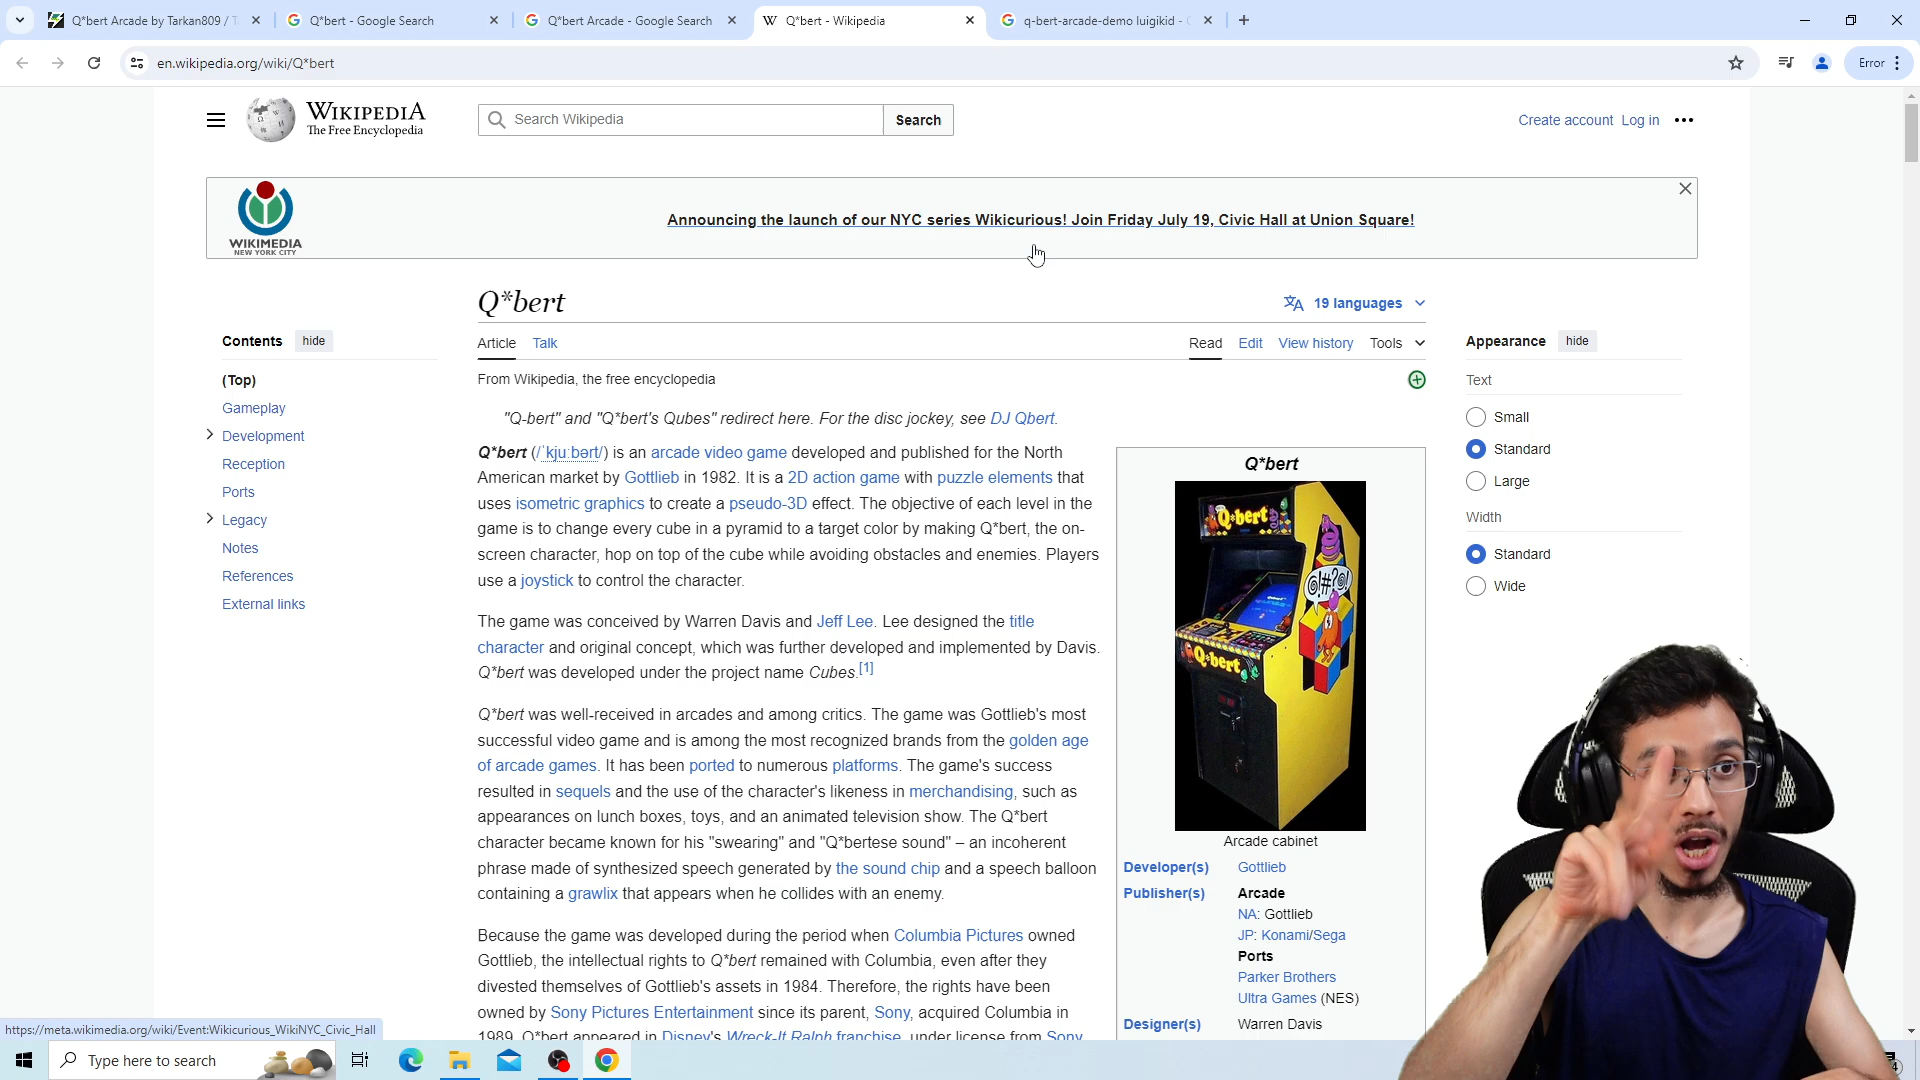 Q*bert Arcade by Tarkan809 /
Q*bert - Google Search
Q*bert Arcade - Google Search
W Q*bert - Wikipedia
q-bert-arcade-demo luigikid -
en.wikipedia.org/wiki/Q*bert
Error
WIKIPEDIA
The Free Encyclopedia
Search Wikipedia
Search
Create account Log in
WIKIMEDIA
NEW YORK CITY
Announcing the launch of our NYC series Wikicurious! Join Friday July 19, Civic Hall at Union Square!
Q*bert
19 languages
Contents hide
Article Talk
Read Edit View history Tools
Appearance hide
(Top)
Gameplay
Development
Reception
Ports
Legacy
Notes
References
External links
From Wikipedia, the free encyclopedia
"Q-bert" and "Q*bert's Qubes" redirect here. For the disc jockey, see DJ Qbert.
Q*bert (/ˈkjuːbərt/) is an arcade video game developed and published for the North
American market by Gottlieb in 1982. It is a 2D action game with puzzle elements that
uses isometric graphics to create a pseudo-3D effect. The objective of each level in the
game is to change every cube in a pyramid to a target color by making Q*bert, the on-
screen character, hop on top of the cube while avoiding obstacles and enemies. Players
use a joystick to control the character.
The game was conceived by Warren Davis and Jeff Lee. Lee designed the title
character and original concept, which was further developed and implemented by Davis.
Q*bert was developed under the project name Cubes.[1]
Q*bert was well-received in arcades and among critics. The game was Gottlieb's most
successful video game and is among the most recognized brands from the golden age
of arcade games. It has been ported to numerous platforms. The game's success
resulted in sequels and the use of the character's likeness in merchandising, such as
appearances on lunch boxes, toys, and an animated television show. The Q*bert
character became known for his "swearing" and "Q*bertese sound" – an incoherent
phrase made of synthesized speech generated by the sound chip and a speech balloon
containing a grawlix that appears when he collides with an enemy.
Because the game was developed during the period when Columbia Pictures owned
Gottlieb, the intellectual rights to Q*bert remained with Columbia, even after they
divested themselves of Gottlieb's assets in 1984. Therefore, the rights have been
owned by Sony Pictures Entertainment since its parent, Sony, acquired Columbia in
1989. Q*bert appeared in Disney's Wreck-It Ralph franchise, under license from Sony
Q*bert
Q*bert
@!#?@!
Q*bert
Arcade cabinet
Developer(s) Gottlieb
Publisher(s) Arcade
NA: Gottlieb
JP: Konami/Sega
Ports
Parker Brothers
Ultra Games (NES)
Designer(s) Warren Davis
Text
Small
Standard
Large
Width
Standard
Wide
https://meta.wikimedia.org/wiki/Event:Wikicurious_WikiNYC_Civic_Hall
Type here to search